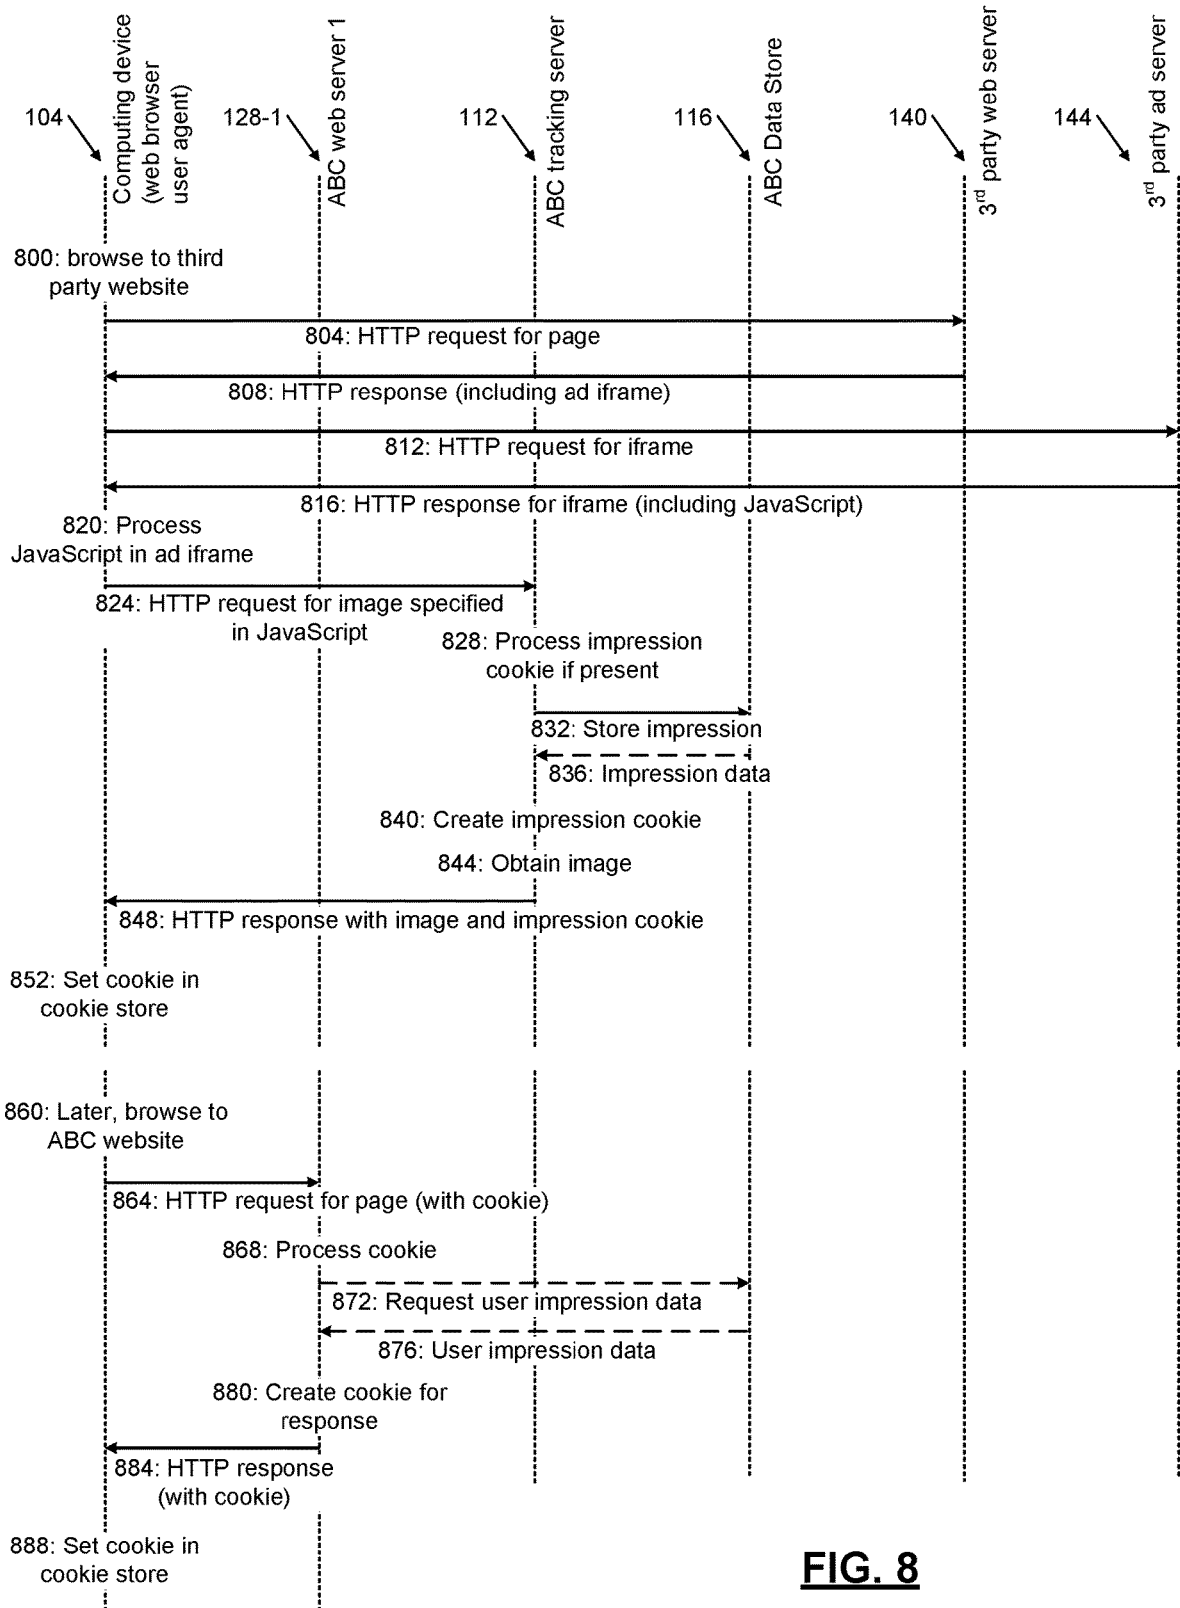 104
Computing device
(web browser
user agent)
128-1
ABC web server 1
112
ABC tracking server
116
ABC Data Store
140
3rd party web server
144
3rd party ad server
800: browse to third
party website
804: HTTP request for page
808: HTTP response (including ad iframe)
812: HTTP request for iframe
816: HTTP response for iframe (including JavaScript)
820: Process
JavaScript in ad iframe
824: HTTP request for image specified
in JavaScript
828: Process impression
cookie if present
832: Store impression
836: Impression data
840: Create impression cookie
844: Obtain image
848: HTTP response with image and impression cookie
852: Set cookie in
cookie store
860: Later, browse to
ABC website
864: HTTP request for page (with cookie)
868: Process cookie
872: Request user impression data
876: User impression data
880: Create cookie for
response
884: HTTP response
(with cookie)
888: Set cookie in
cookie store
FIG. 8